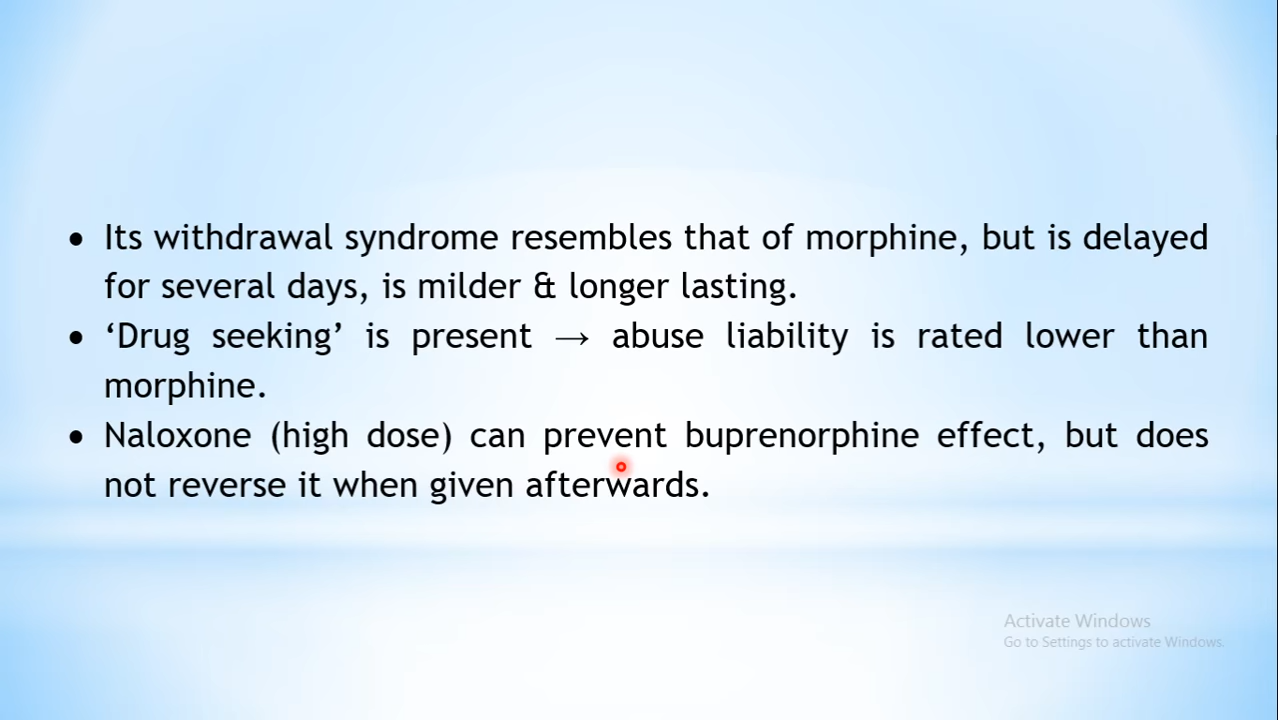 • Its withdrawal syndrome resembles that of morphine, but is delayed
for several days, is milder & longer lasting.
• ‘Drug seeking’ is present → abuse liability is rated lower than
morphine.
• Naloxone (high dose) can prevent buprenorphine effect, but does
not reverse it when given afterwards.
Activate Windows
Go to Settings to activate Windows.